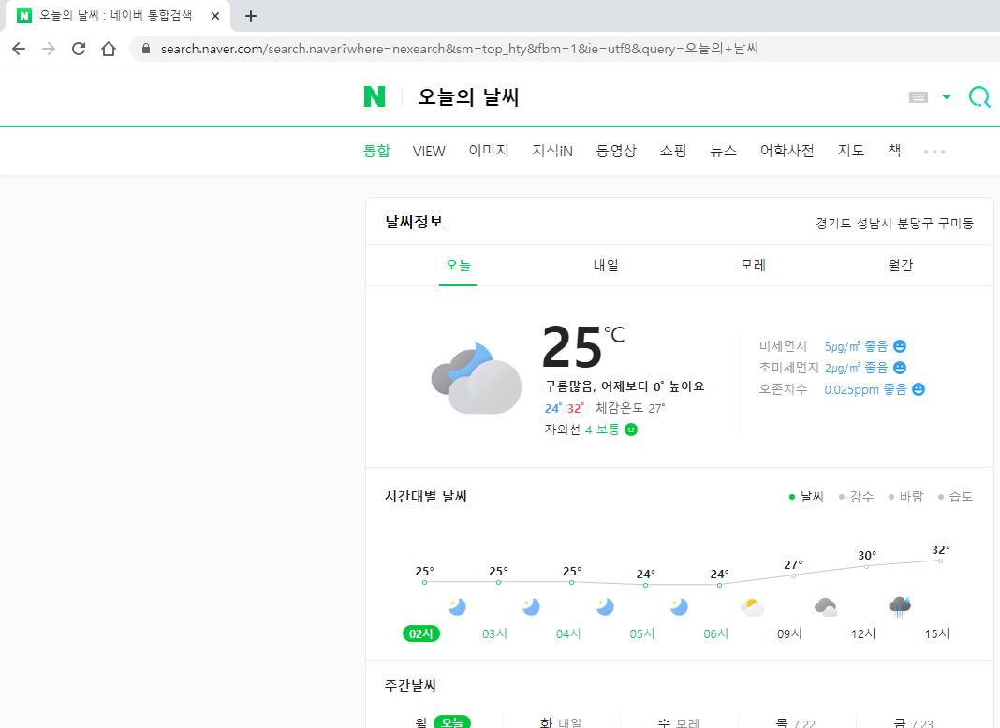 오늘의 날씨 : 네이버 통합검색
search.naver.com/search.naver?where=nexearch&sm=top_hty&fbm=1&ie=utf8&query=오늘의+날씨
N 오늘의 날씨
통합 VIEW 이미지 지식iN 동영상 쇼핑 뉴스 어학사전 지도 책
날씨정보 경기도 성남시 분당구 구미동
오늘 내일 모레 월간
25℃
구름많음, 어제보다 0° 높아요
24° 32° 체감온도 27°
자외선 4 보통
미세먼지 5㎍/㎥ 좋음
초미세먼지 2㎍/㎥ 좋음
오존지수 0.025ppm 좋음
시간대별 날씨 날씨 강수 바람 습도
25° 25° 25° 24° 24° 27° 30° 32°
02시 03시 04시 05시 06시 09시 12시 15시
주간날씨
월 오늘 화 내일 수 모레 목 7.22 금 7.23